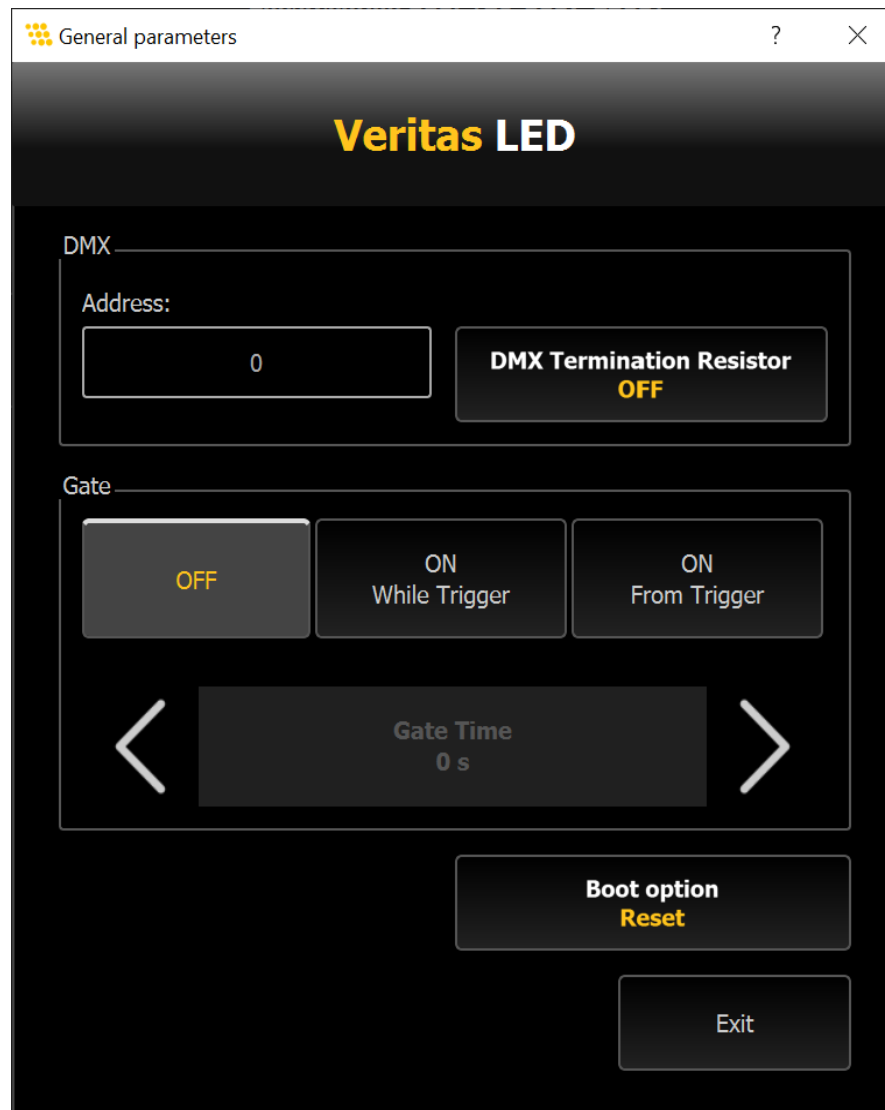 General parameters
?
Veritas LED
DMX
Address:
0
DMX Termination Resistor
OFF
Gate
OFF
ON
While Trigger
ON
From Trigger
Gate Time
0 s
Boot option
Reset
Exit